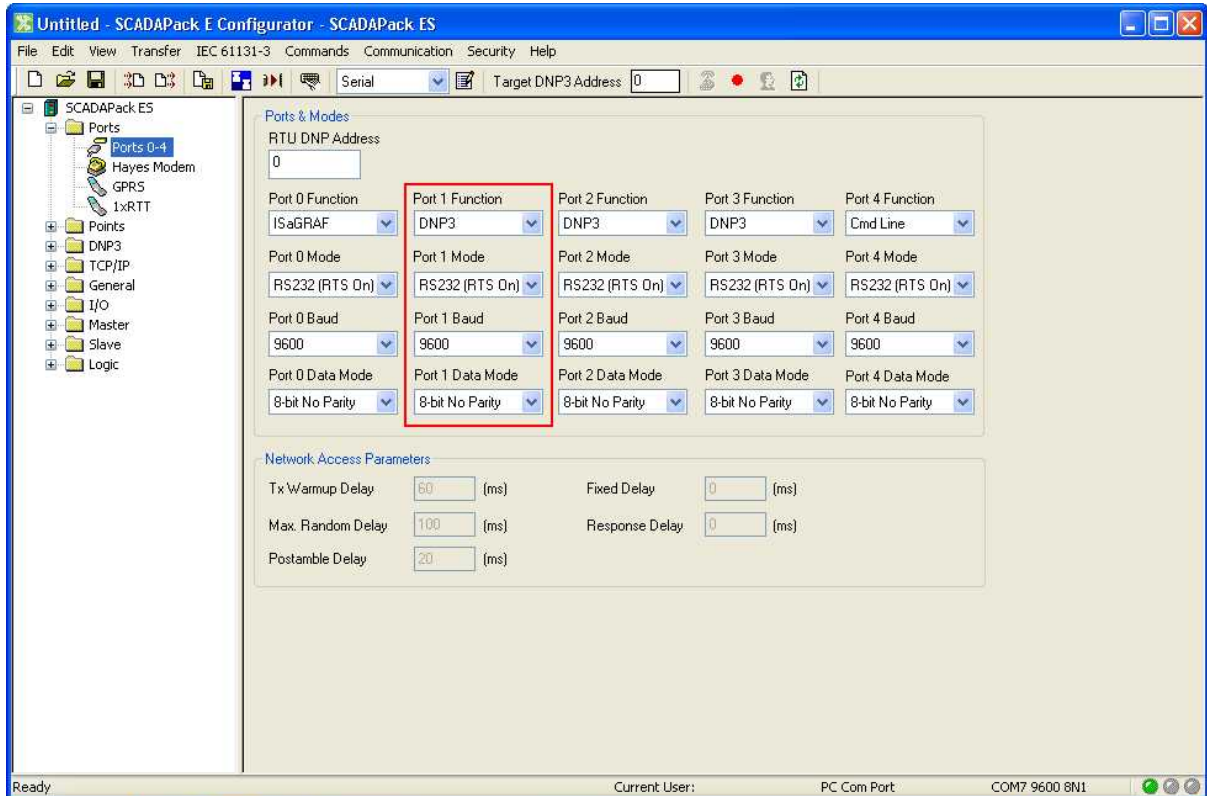 Untitled - SCADAPack E Configurator - SCADAPack ES
File Edit View Transfer IEC 61131-3 Commands Communication Security Help
Serial Target DNP3 Address 0
SCADAPack ES
Ports
Ports 0-4
Hayes Modem
GPRS
1xRTT
Points
DNP3
TCP/IP
General
I/O
Master
Slave
Logic
Ports & Modes
RTU DNP Address
0
Port 0 Function Port 1 Function Port 2 Function Port 3 Function Port 4 Function
ISaGRAF DNP3 DNP3 DNP3 Cmd Line
Port 0 Mode Port 1 Mode Port 2 Mode Port 3 Mode Port 4 Mode
RS232 (RTS On) RS232 (RTS On) RS232 (RTS On) RS232 (RTS On) RS232 (RTS On)
Port 0 Baud Port 1 Baud Port 2 Baud Port 3 Baud Port 4 Baud
9600 9600 9600 9600 9600
Port 0 Data Mode Port 1 Data Mode Port 2 Data Mode Port 3 Data Mode Port 4 Data Mode
8-bit No Parity 8-bit No Parity 8-bit No Parity 8-bit No Parity 8-bit No Parity
Network Access Parameters
Tx Warmup Delay 60 (ms) Fixed Delay 0 (ms)
Max. Random Delay 100 (ms) Response Delay 0 (ms)
Postamble Delay 20 (ms)
Ready Current User: PC Com Port COM7 9600 8N1